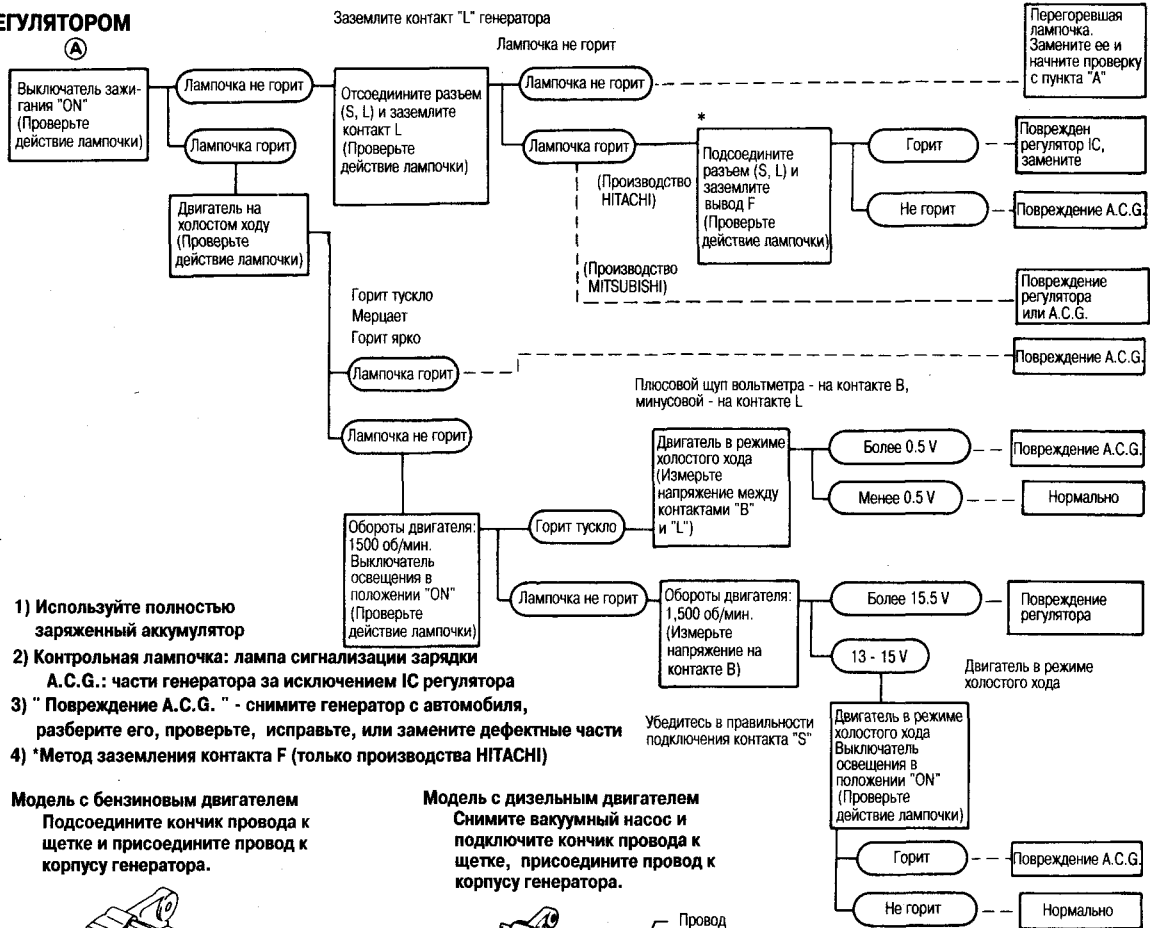 ЕГУЛЯТОРОМ
Заземлите контакт "L" генератора
Лампочка не горит
Перегоревшая
лампочка.
Замените ее и
начните проверку
с пункта "А"
A
Выключатель зажи-
гания "ON"
(Проверьте
действие лампочки)
Лампочка не горит
Лампочка горит
Отсоедиините разъем
(S, L) и заземлите
контакт L
(Проверьте
действие лампочки)
Лампочка не горит
Лампочка горит
*
(Производство
HITACHI)
Подсоедините
разъем (S, L) и
заземлите
вывод F
(Проверьте
действие лампочки)
Горит
Поврежден
регулятор IC,
замените
Не горит
Повреждение A.C.G.
(Производство
MITSUBISHI)
Повреждение
регулятора
или A.C.G.
Двигатель на
холостом ходу
(Проверьте
действие лампочки)
Горит тускло
Мерцает
Горит ярко
Лампочка горит
Повреждение A.C.G.
Лампочка не горит
Плюсовой щуп вольтметра - на контакте В,
минусовой - на контакте L
Обороты двигателя:
1500 об/мин.
Выключатель
освещения в
положении "ON"
(Проверьте
действие лампочки)
Горит тускло
Двигатель в режиме
холостого хода
(Измерьте
напряжение между
контактами "В"
и "L")
Более 0.5 V
Повреждение A.C.G.
Менее 0.5 V
Нормально
Лампочка не горит
Обороты двигателя:
1,500 об/мин.
(Измерьте
напряжение на
контакте В)
Более 15.5 V
Повреждение
регулятора
13 - 15 V
Двигатель в режиме
холостого хода
Убедитесь в правильности
подключения контакта "S"
Двигатель в режиме
холостого хода
Выключатель
освещения в
положении "ON"
(Проверьте
действие лампочки)
Горит
Повреждение A.C.G.
Не горит
Нормально
1) Используйте полностью
заряженный аккумулятор
2) Контрольная лампочка: лампа сигнализации зарядки
A.C.G.: части генератора за исключением IC регулятора
3) " Повреждение A.C.G. " - снимите генератор с автомобиля,
разберите его, проверьте, исправьте, или замените дефектные части
4) *Метод заземления контакта F (только производства HITACHI)
Модель с бензиновым двигателем
Подсоедините кончик провода к
щетке и присоедините провод к
корпусу генератора.
Модель с дизельным двигателем
Снимите вакуумный насос и
подключите кончик провода к
щетке, присоедините провод к
корпусу генератора.
Провод